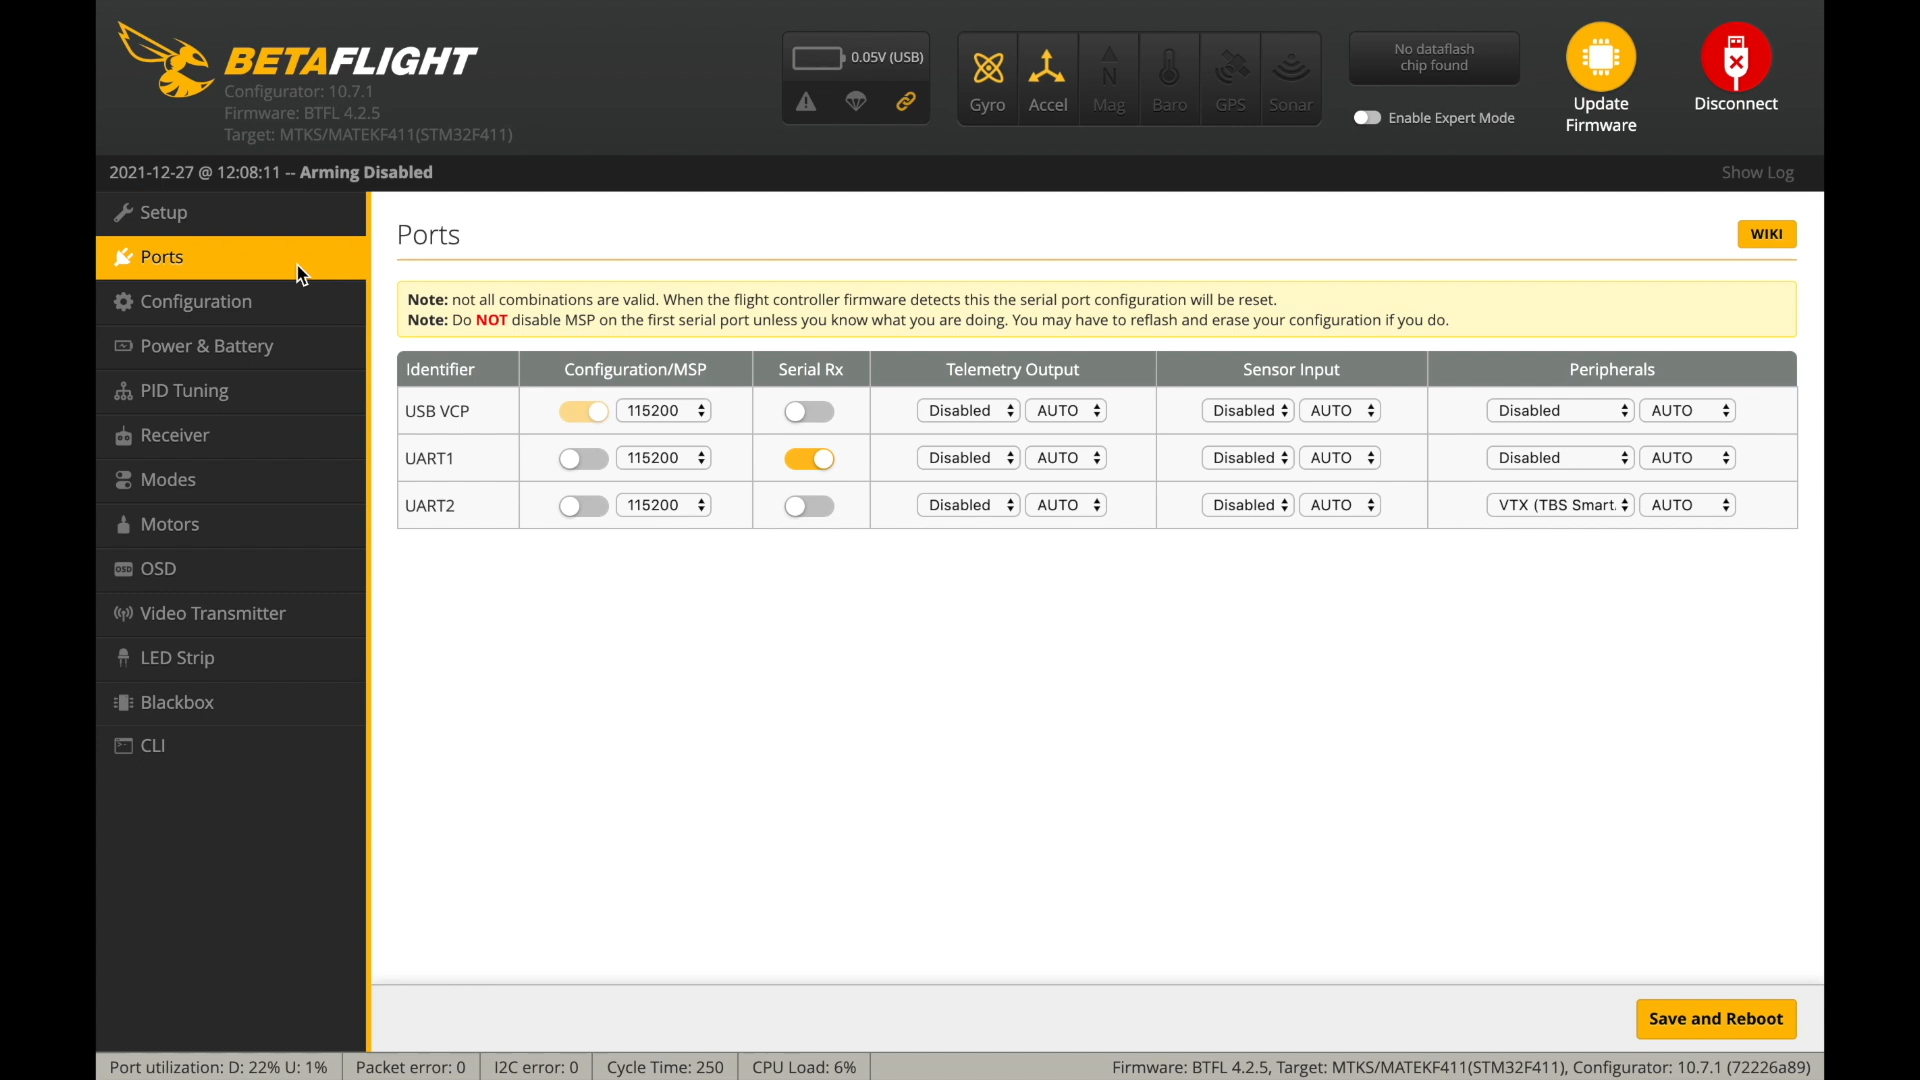 BETAFLIGHT
Configurator: 10.7.1
Firmware: BTFL 4.2.5
Target: MTKS/MATEKF411(STM32F411)
0.05V (USB)
Gyro Accel Mag Baro GPS Sonar
No dataflash
chip found
Enable Expert Mode
Update
Firmware
Disconnect
2021-12-27 @ 12:08:11 -- Arming Disabled
Show Log
Setup
Ports
Configuration
Power & Battery
PID Tuning
Receiver
Modes
Motors
OSD OSD
Video Transmitter
LED Strip
Blackbox
CLI
Ports
WIKI
Note: not all combinations are valid. When the flight controller firmware detects this the serial port configuration will be reset.
Note: Do NOT disable MSP on the first serial port unless you know what you are doing. You may have to reflash and erase your configuration if you do.
Identifier Configuration/MSP Serial Rx Telemetry Output Sensor Input Peripherals
USB VCP 115200 Disabled AUTO Disabled AUTO Disabled AUTO
UART1 115200 Disabled AUTO Disabled AUTO Disabled AUTO
UART2 115200 Disabled AUTO Disabled AUTO VTX (TBS Smart. AUTO
Save and Reboot
Port utilization: D: 22% U: 1% Packet error: 0 I2C error: 0 Cycle Time: 250 CPU Load: 6% Firmware: BTFL 4.2.5, Target: MTKS/MATEKF411(STM32F411), Configurator: 10.7.1 (72226a89)